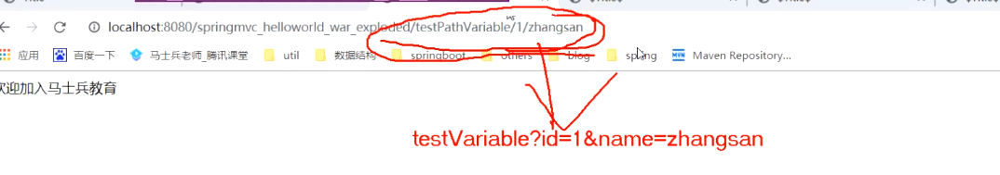 localhost:8080/springmvc_helloworld_war_exploded/testPathVariable/1/zhangsan
应用 百度一下 马士兵老师_腾讯课堂 util 数据结构 springboot others blog spring Maven Repository...
欢迎加入马士兵教育
testVariable?id=1&name=zhangsan